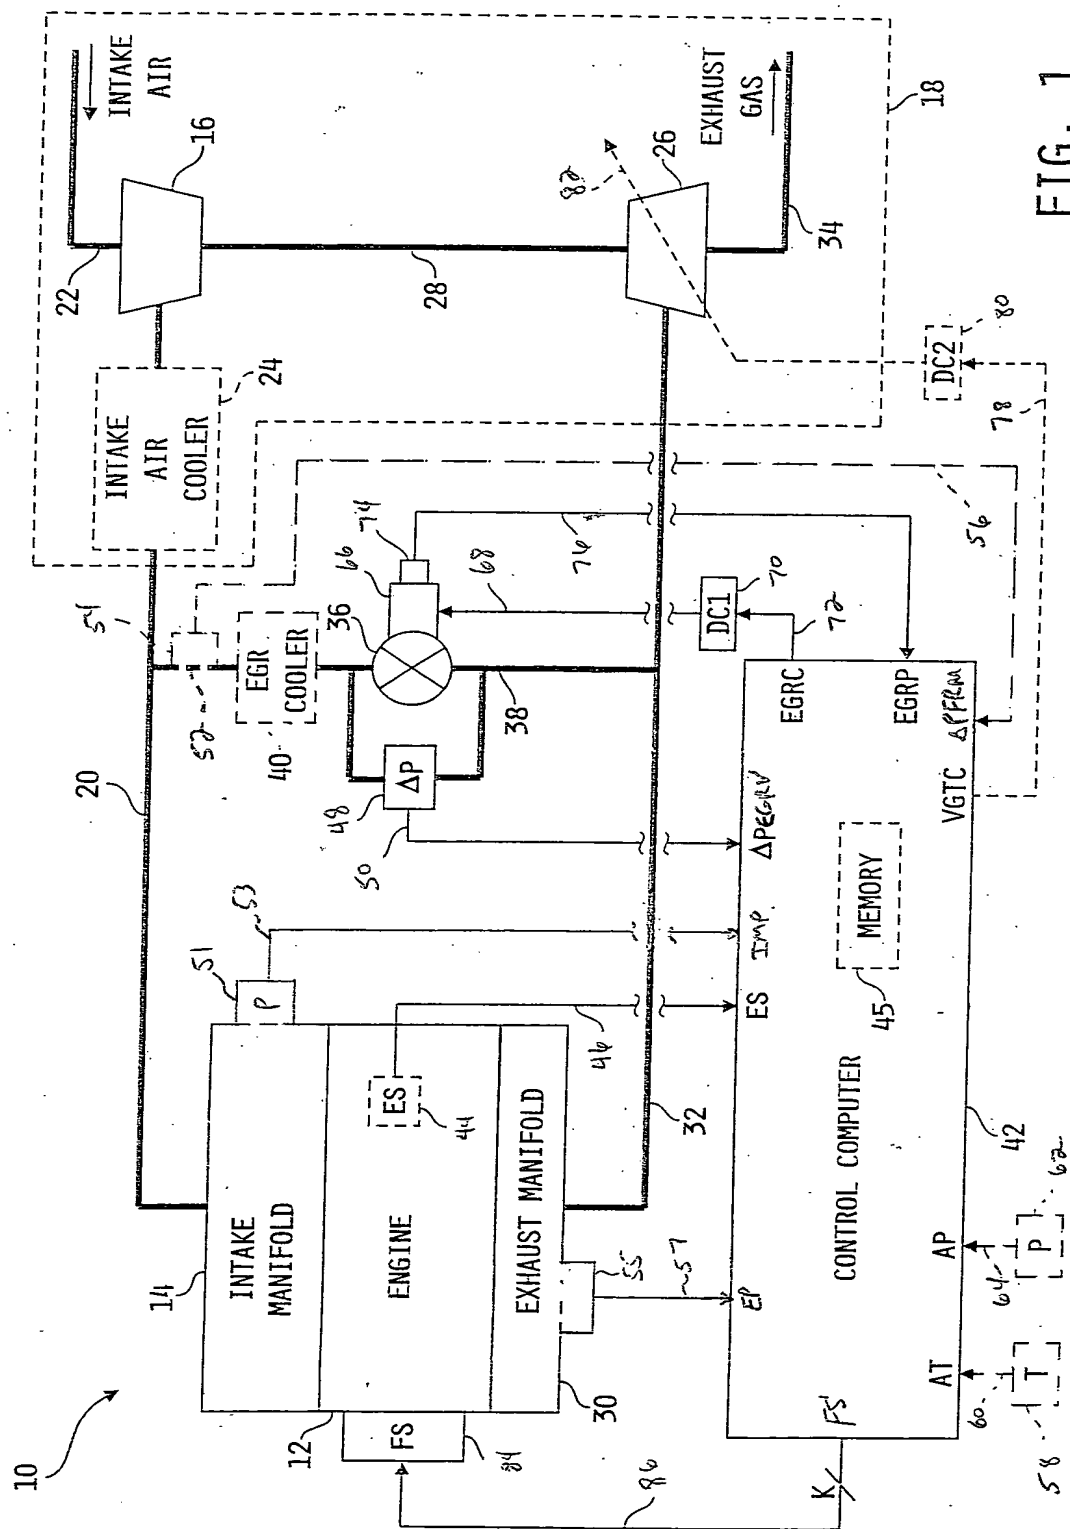 10
14
INTAKE
MANIFOLD
12
ENGINE
FS
84
ES
44
EXHAUST MANIFOLD
30
55
57
51
P
53
20
54
52
EGR
COOLER
40
36
66
74
68
76
38
48
ΔP
50
46
32
INTAKE
AIR
COOLER
24
22
16
INTAKE
AIR
28
26
82
EXHAUST
GAS
34
18
DC1
70
72
DC2
80
78
56
EP
ES
IMP
ΔPEGRV
EGRC
EGRP
ΔPFRM
VGTC
MEMORY
45
CONTROL COMPUTER
42
FS
AT
AP
K
86
60
T
58
64
P
62
FIG. 1